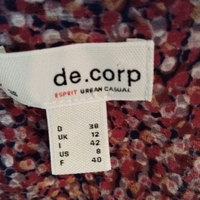 de.corp
ESPRIT URBAN CASUAL
D 38
UK 12
I 42
US 8
F 40